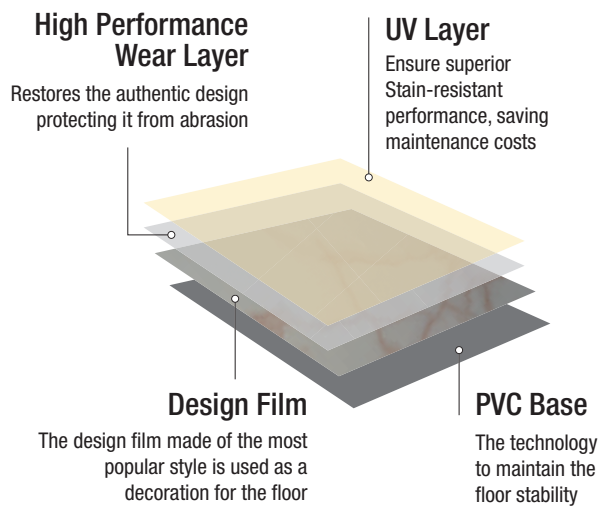 High Performance
Wear Layer
Restores the authentic design
protecting it from abrasion
UV Layer
Ensure superior
Stain-resistant
performance, saving
maintenance costs
Design Film
The design film made of the most
popular style is used as a
decoration for the floor
PVC Base
The technology
to maintain the
floor stability